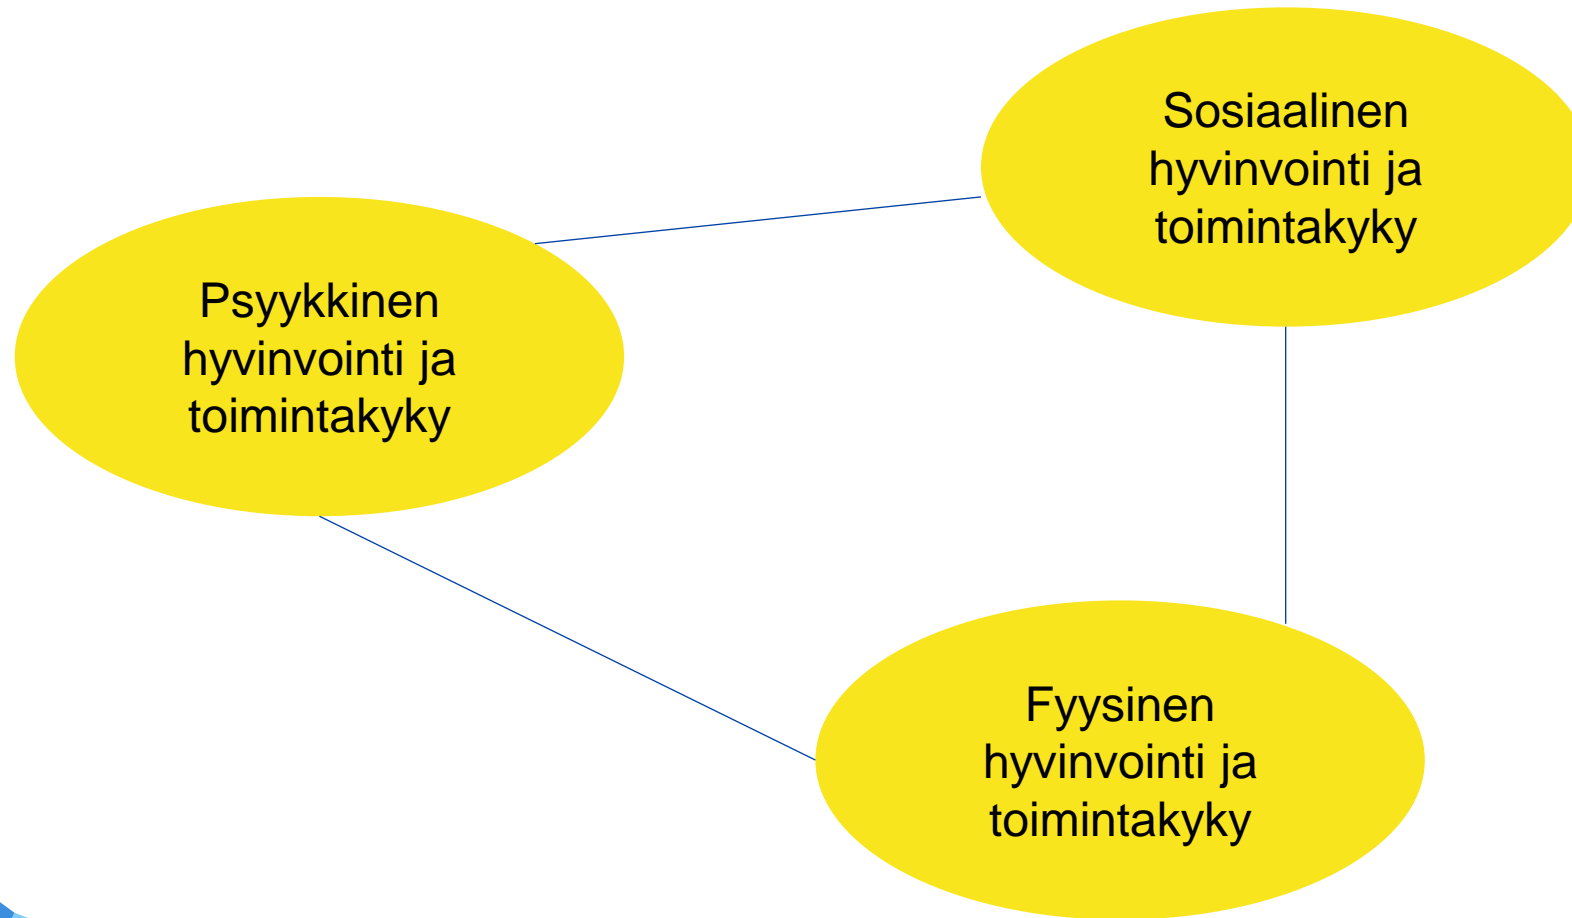 Sosiaalinen
hyvinvointi ja
toimintakyky
Psyykkinen
hyvinvointi ja
toimintakyky
Fyysinen
hyvinvointi ja
toimintakyky